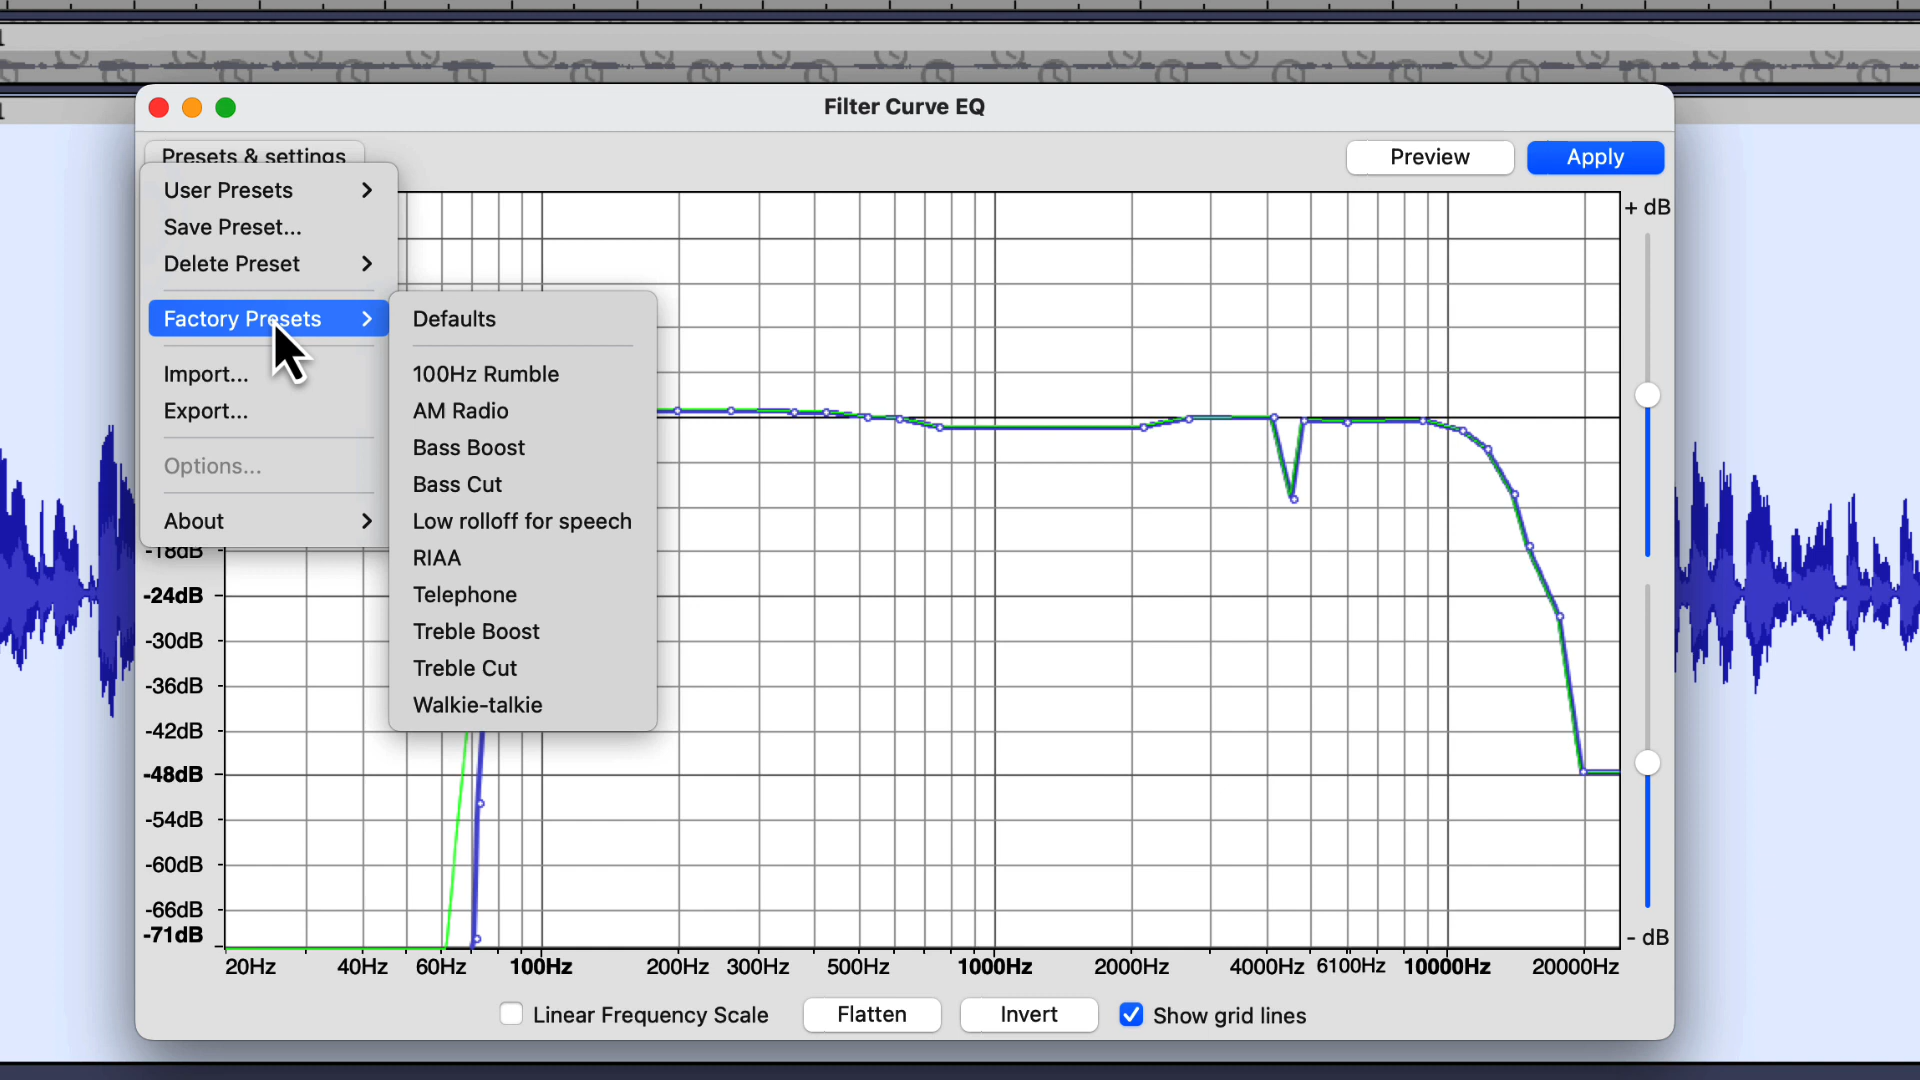 Filter Curve EQ
Presets & settings
Preview
Apply
User Presets
Save Preset...
Delete Preset
Factory Presets
Import...
Export...
Options...
About
Defaults
100Hz Rumble
AM Radio
Bass Boost
Bass Cut
Low rolloff for speech
RIAA
Telephone
Treble Boost
Treble Cut
Walkie-talkie
+ dB
-18dB
-24dB
-30dB
-36dB
-42dB
-48dB
-54dB
-60dB
-66dB
-71dB
- dB
20Hz 40Hz 60Hz 100Hz 200Hz 300Hz 500Hz 1000Hz 2000Hz 4000Hz 6100Hz 10000Hz 20000Hz
Linear Frequency Scale
Flatten
Invert
Show grid lines